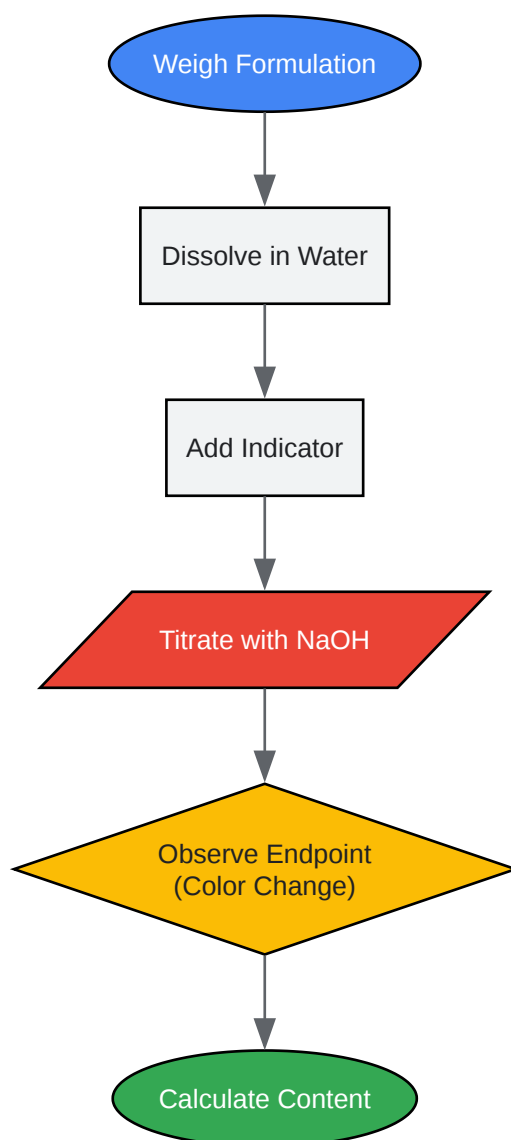 Weigh Formulation
Dissolve in Water
Add Indicator
Titrate with NaOH
Observe Endpoint
(Color Change)
Calculate Content